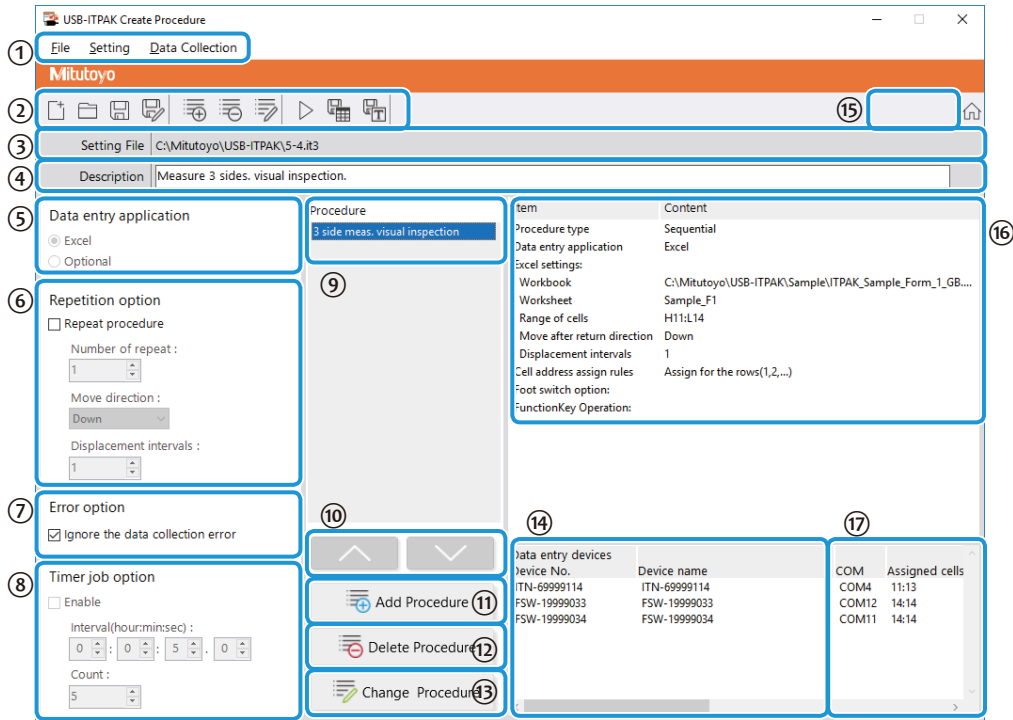 USB-ITPAK Create Procedure
① File Setting Data Collection
Mitutoyo
② ⑮
③ Setting File C:\Mitutoyo\USB-ITPAK\5-4.it3
④ Description Measure 3 sides. visual inspection.
⑤ Data entry application
Excel
Optional
⑥ Repetition option
Repeat procedure
Number of repeat :
1
Move direction :
Down
Displacement intervals :
1
⑦ Error option
Ignore the data collection error
⑧ Timer job option
Enable
Interval(hour:min:sec) :
0 : 0 : 5 . 0
Count :
5
Procedure
3 side meas. visual inspection
⑨
⑩
Add Procedure ⑪
Delete Procedure ⑫
Change Procedure ⑬
Item Content
Procedure type Sequential
Data entry application Excel
Excel settings:
Workbook C:\Mitutoyo\USB-ITPAK\Sample\ITPAK_Sample_Form_1_GB....
Worksheet Sample_F1
Range of cells H11:L14
Move after return direction Down
Displacement intervals 1
Cell address assign rules Assign for the rows(1,2,...)
Foot switch option:
FunctionKey Operation:
⑯
⑭ ⑰
Data entry devices
Device No. Device name COM Assigned cells
ITN-69999114 ITN-69999114 COM4 11:13
FSW-19999033 FSW-19999033 COM12 14:14
FSW-19999034 FSW-19999034 COM11 14:14